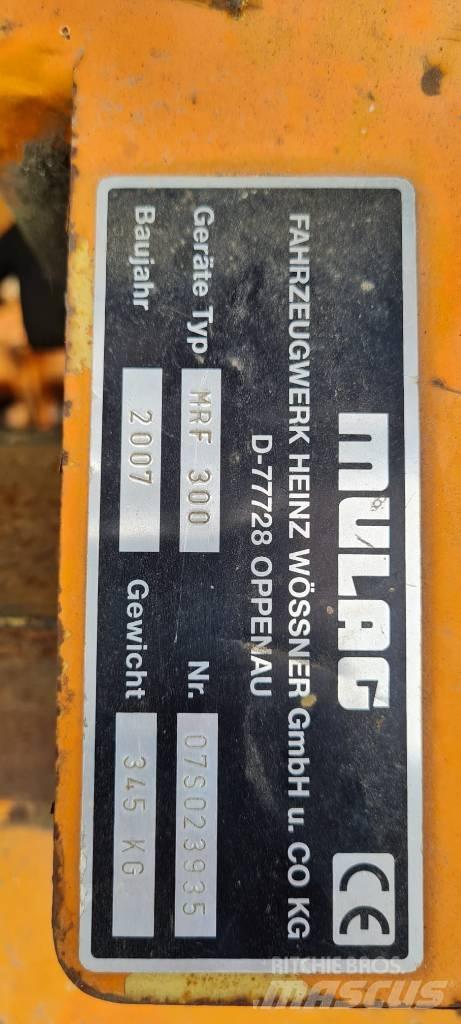 MULAG
FAHRZEUGWERK HEINZ WÖSSNER GmbH u. CO KG
D-77728 OPPENAU
CE
Geräte Typ MRF 300 Nr. 07S023935
Baujahr 2007 Gewicht 345 KG
RITCHIE BROS.
MASCUS